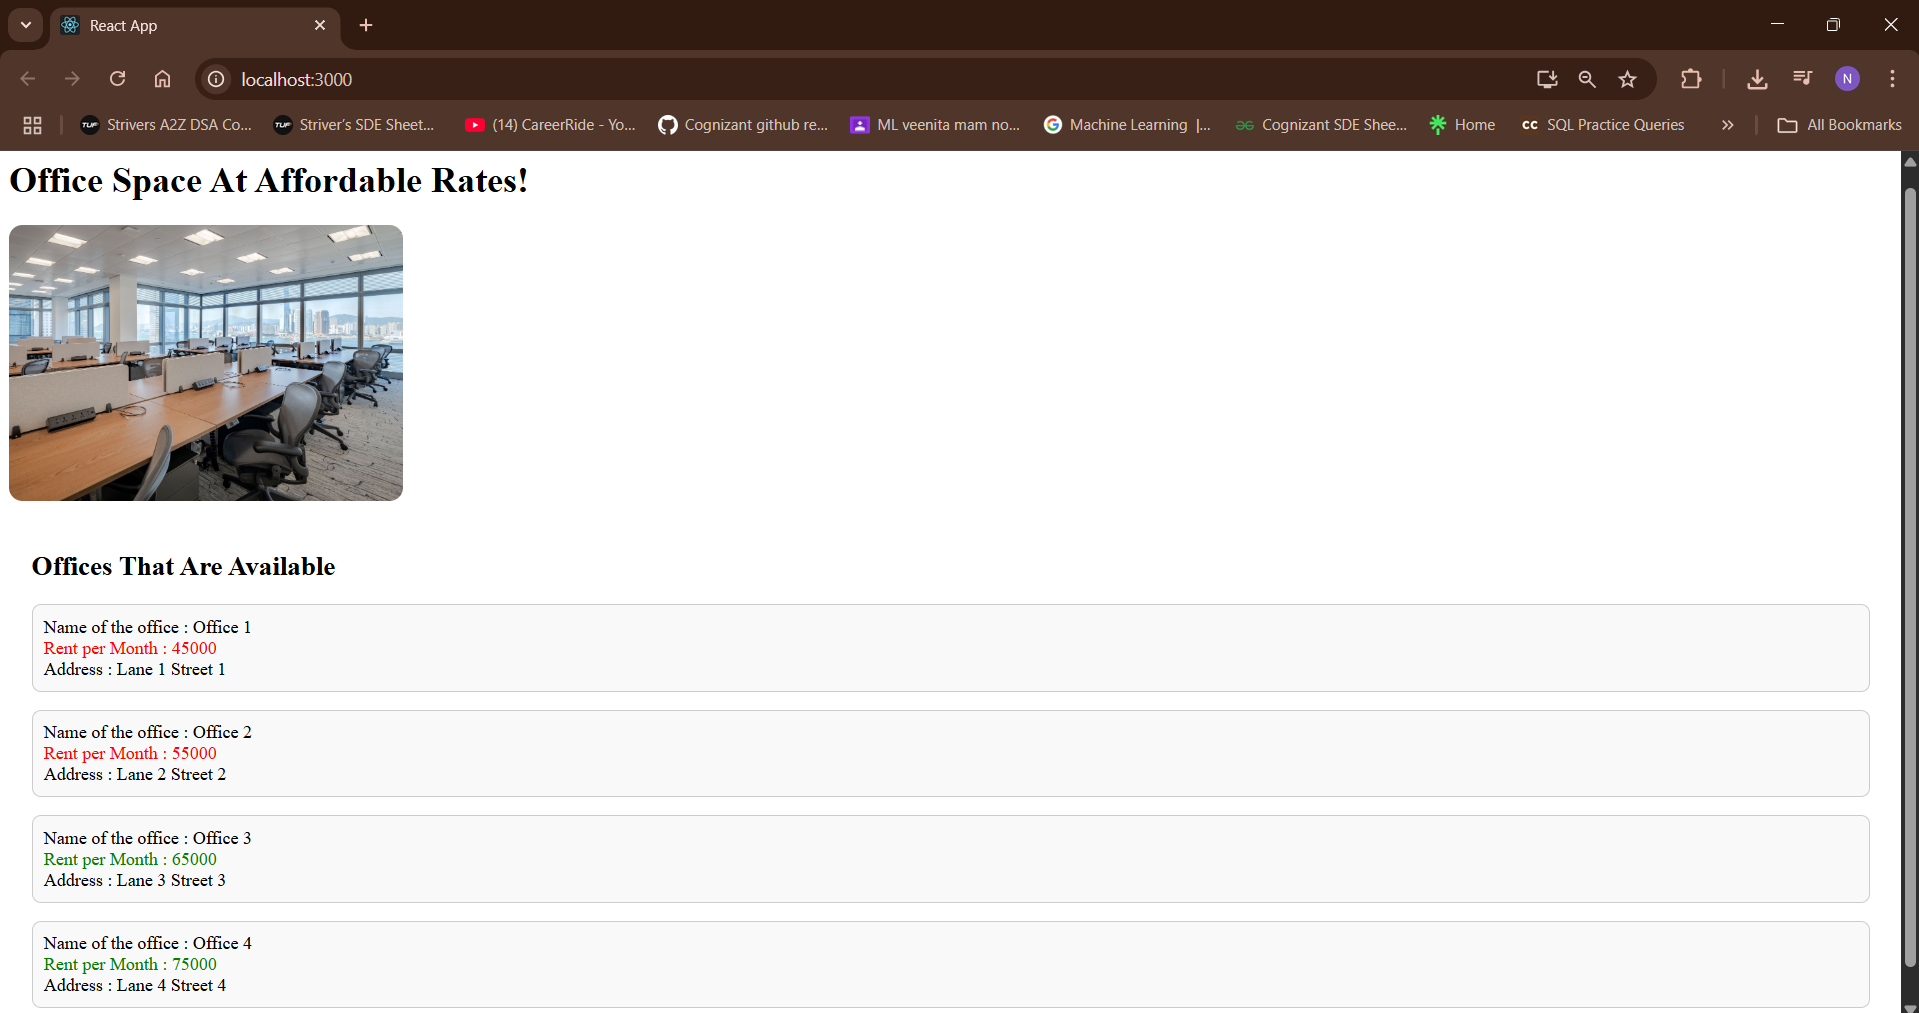 React App
localhost:3000
N
Strivers A2Z DSA Co...
Striver's SDE Sheet...
(14) CareerRide - Yo...
Cognizant github re...
ML veenita mam no...
Machine Learning |...
Cognizant SDE Shee...
Home
CC SQL Practice Queries
All Bookmarks
Office Space At Affordable Rates!
Offices That Are Available
Name of the office : Office 1
Rent per Month : 45000
Address : Lane 1 Street 1
Name of the office : Office 2
Rent per Month : 55000
Address : Lane 2 Street 2
Name of the office : Office 3
Rent per Month : 65000
Address : Lane 3 Street 3
Name of the office : Office 4
Rent per Month : 75000
Address : Lane 4 Street 4